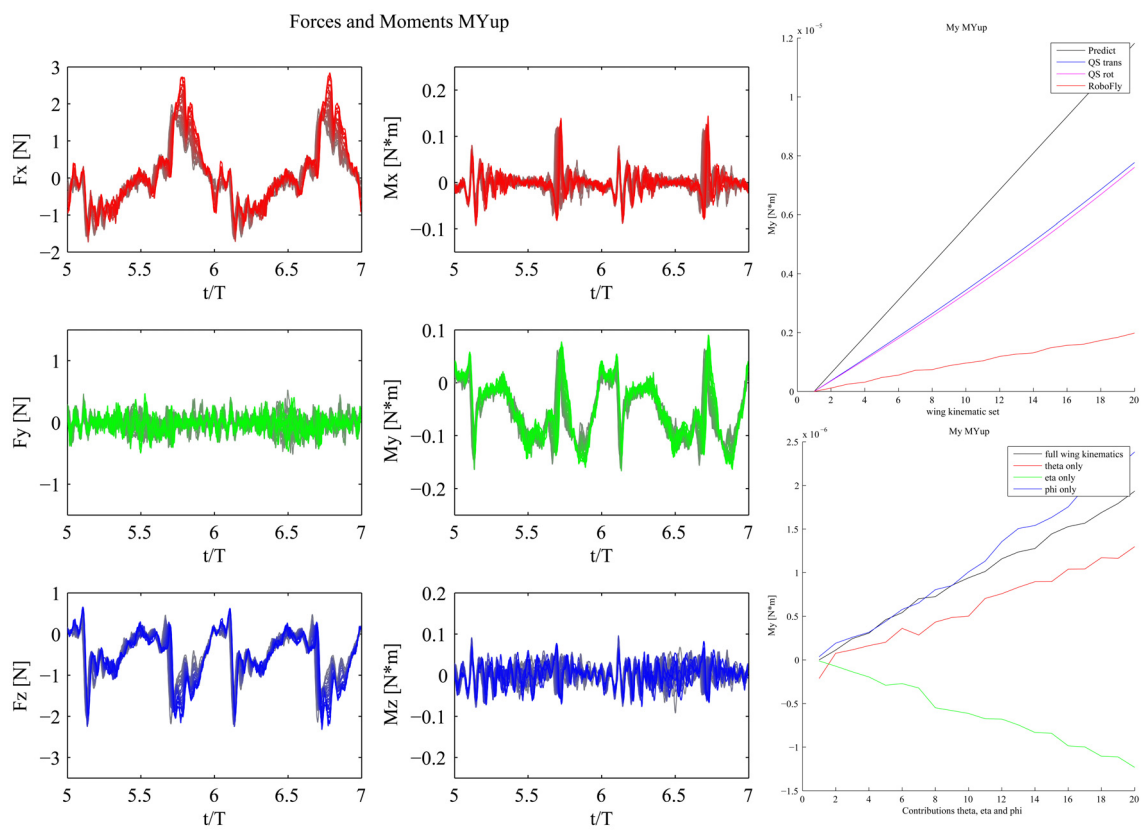 Forces and Moments MYup
3
2
1
0
−1
−2
Fx [N]
5
5.5
6
6.5
7
t/T
0.2
0.1
0
−0.1
−0.2
Mx [N*m]
5
5.5
6
6.5
7
t/T
1
0
−1
Fy [N]
5
5.5
6
6.5
7
t/T
0.1
0
−0.1
−0.2
My [N*m]
5
5.5
6
6.5
7
t/T
1
0
−1
−2
−3
Fz [N]
5
5.5
6
6.5
7
t/T
0.2
0.1
0
−0.1
−0.2
Mz [N*m]
5
5.5
6
6.5
7
t/T
x 10⁻⁵
My MYup
1.2
1
0.8
0.6
0.4
0.2
0
My [N*m]
Predict
QS trans
QS rot
RoboFly
0 2 4 6 8 10 12 14 16 18 20
wing kinematic set
x 10⁻⁶
My MYup
2.5
2
1.5
1
0.5
0
−0.5
−1
−1.5
My [N*m]
full wing kinematics
theta only
eta only
phi only
0 2 4 6 8 10 12 14 16 18 20
Contributions theta, eta and phi